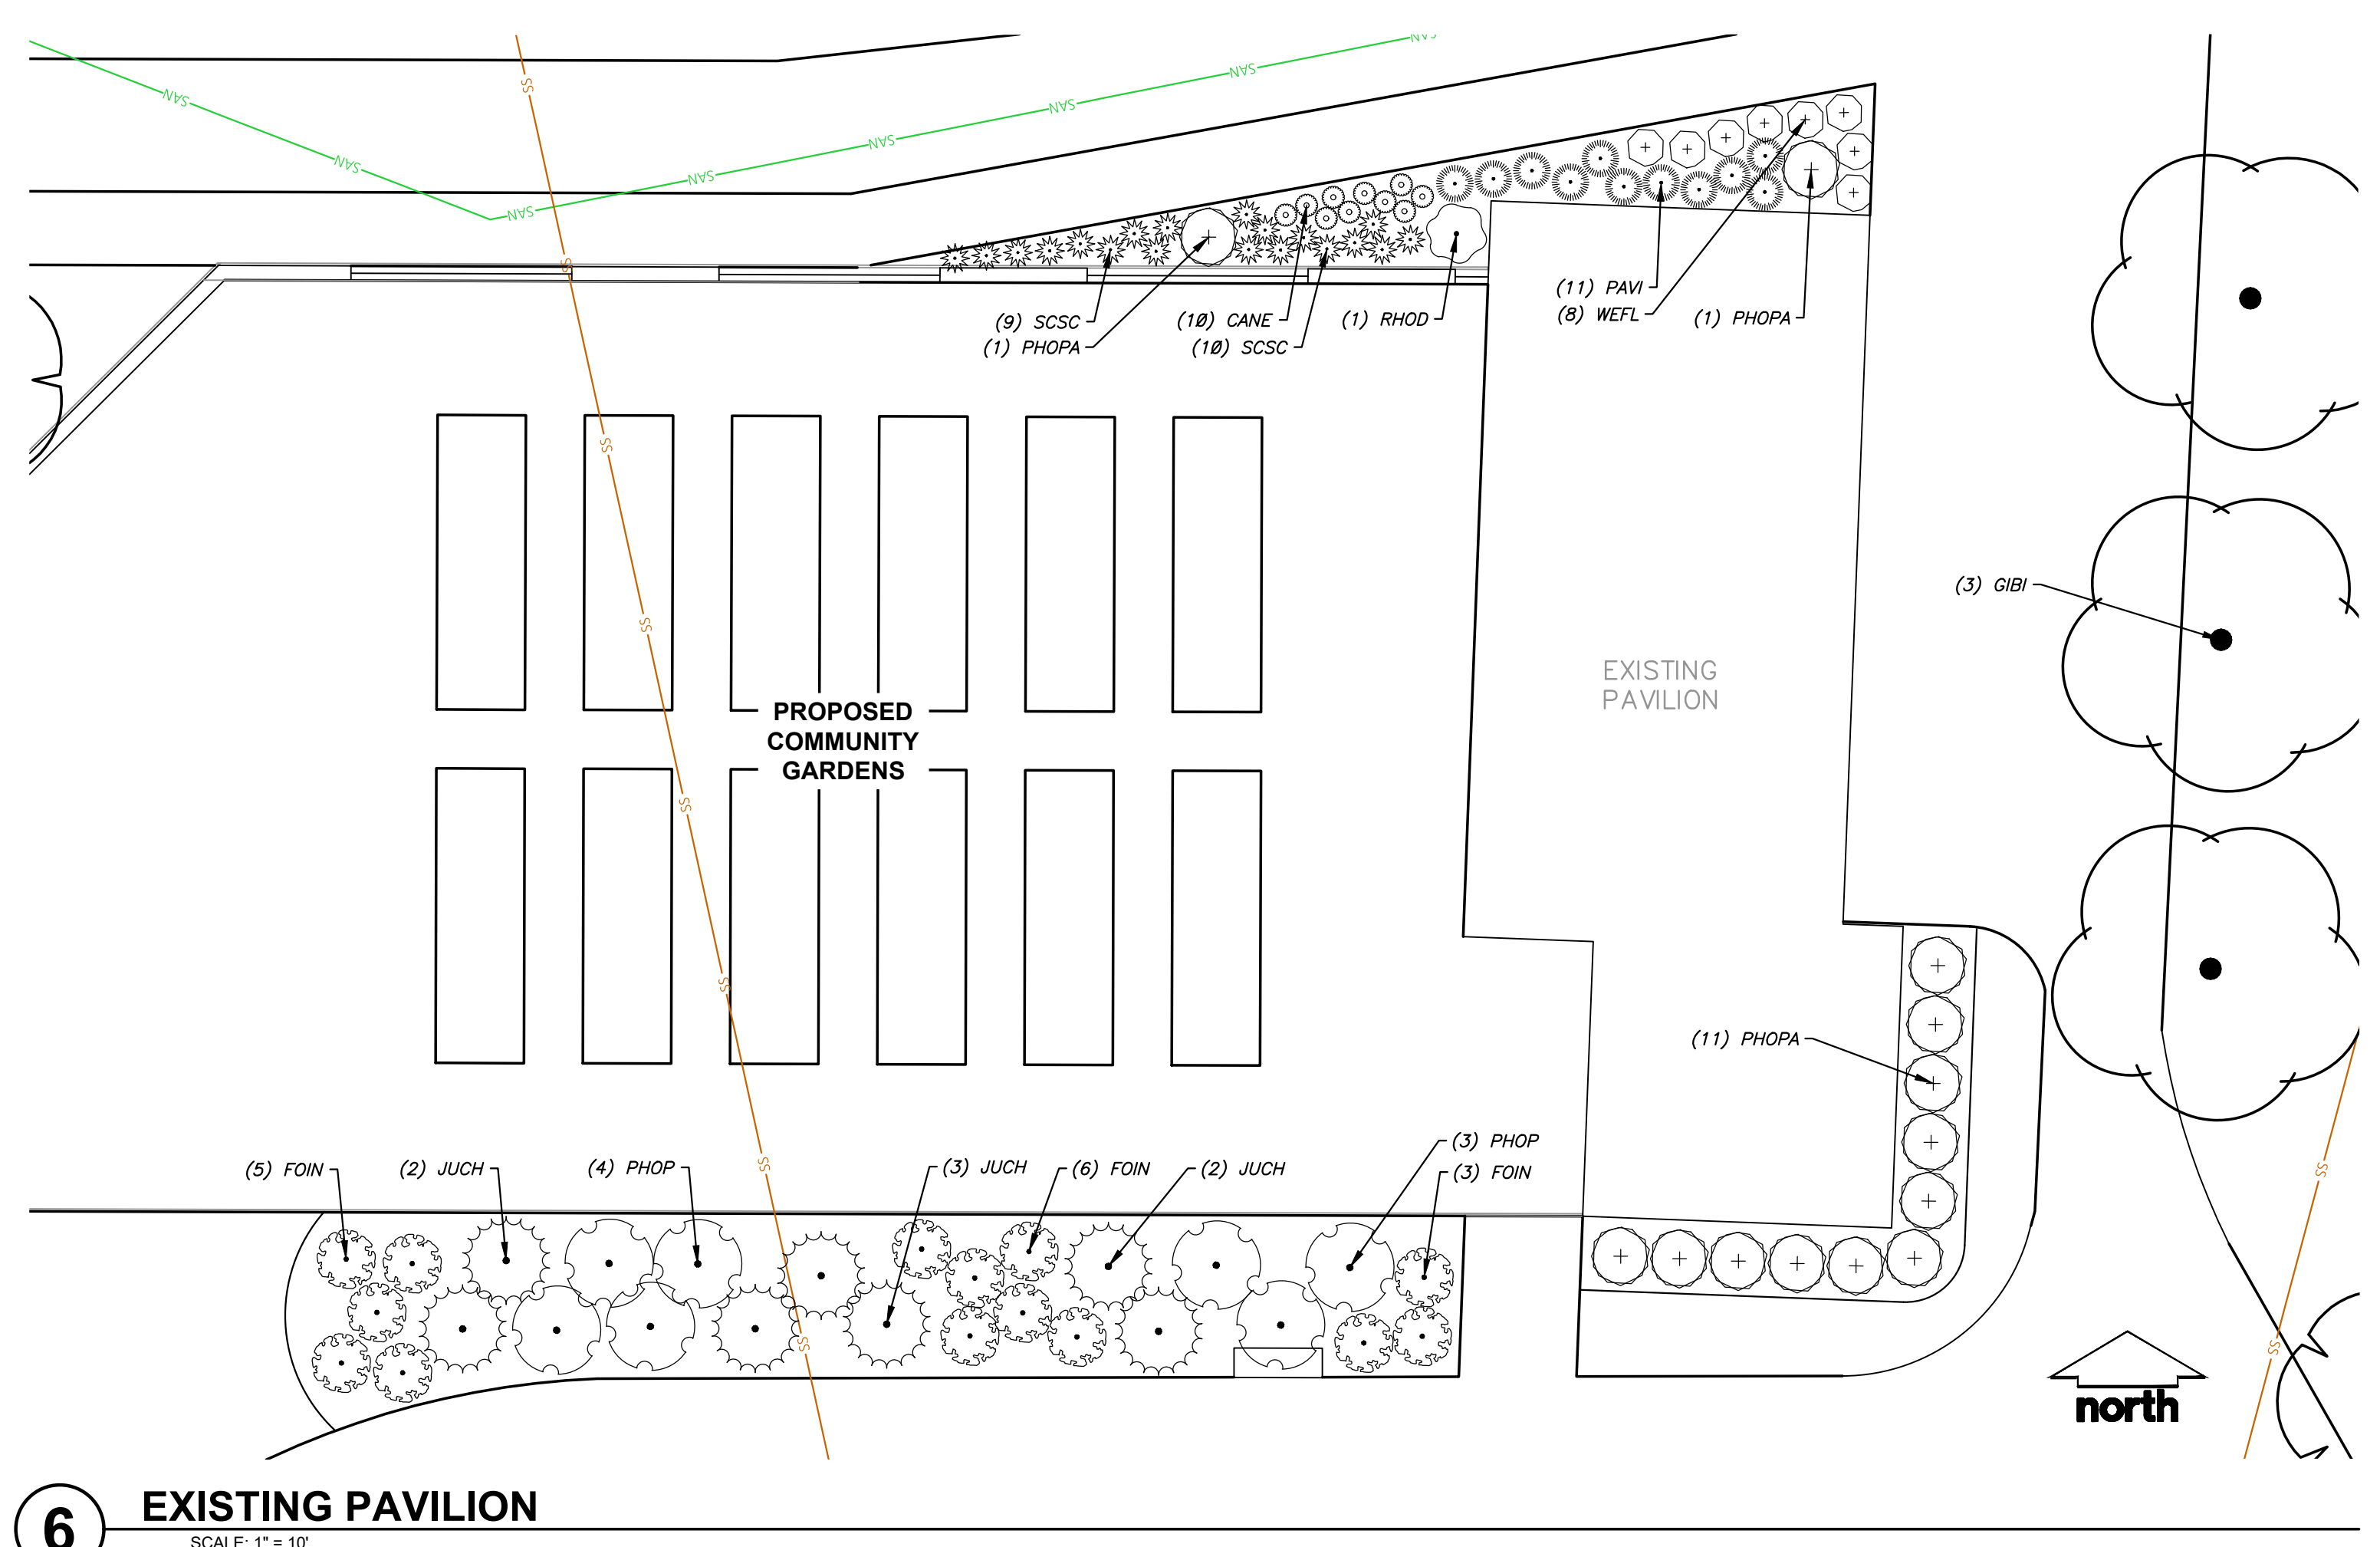 SAN
SAN
SAN
SAN
SAN
SAN
SAN
SAN
SS
SS
(9) SCSC
(1) PHOPA
(10) CANE
(10) SCSC
(1) RHOD
(11) PAVI
(8) WEFL
(1) PHOPA
SS
SS
(3) GIBI
EXISTING
PAVILION
PROPOSED
COMMUNITY
GARDENS
SS
SS
(11) PHOPA
(5) FOIN
(2) JUCH
(4) PHOP
SS
(3) JUCH
(6) FOIN
(2) JUCH
(3) PHOP
(3) FOIN
SS
SS
SS
north
6
EXISTING PAVILION
SCALE: 1" = 10'